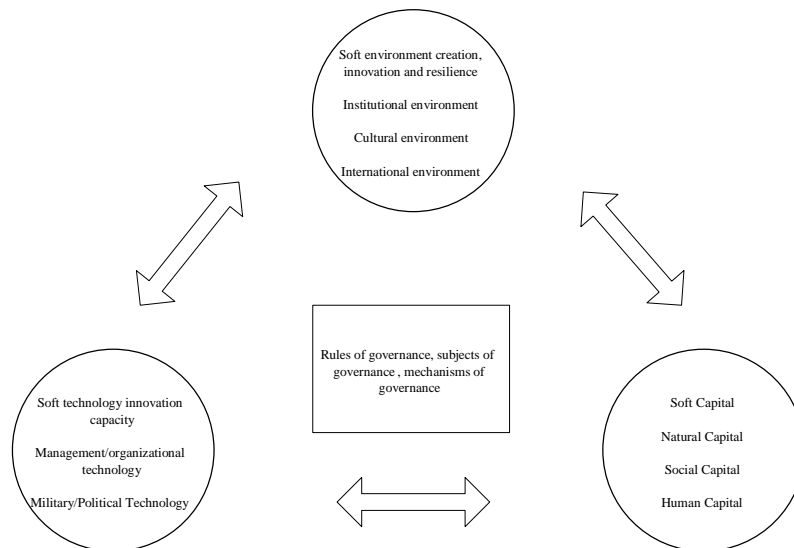 Soft environment creation,
innovation and resilience
Institutional environment
Cultural environment
International environment
Rules of governance, subjects
of governance , mechanisms of
governance
Soft technology innovation
capacity
Management/organizational
technology
Military/Political Technology
Soft Capital
Natural Capital
Social Capital
Human Capital